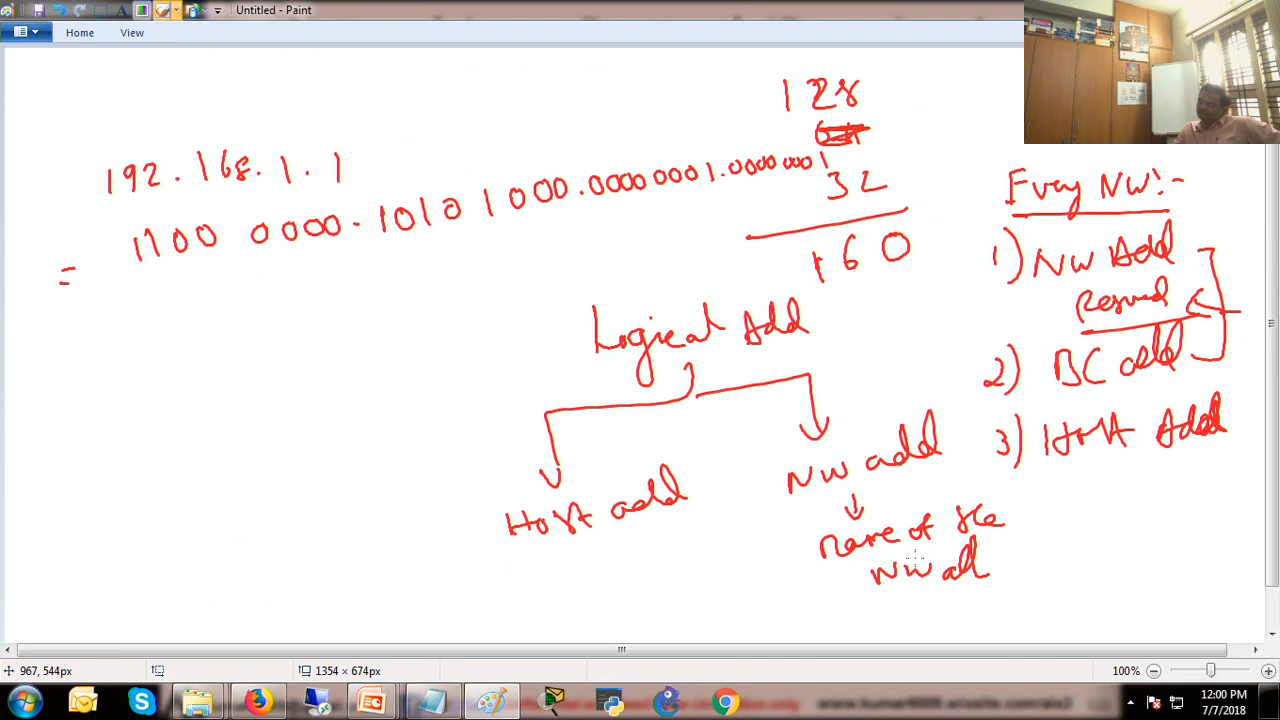 Untitled - Paint
Home View
128
192.168.1.1
32
1100 0000.1010 1000.0000 0001.0000 0001
=
160
Logical Add
Host add
NW add
Name of the
NW add
Every NW:-
1) NW Add
Reserved
2) BC add
3) Host Add
967, 544px
1354 × 674px
100%
12:00 PM
7/7/2018